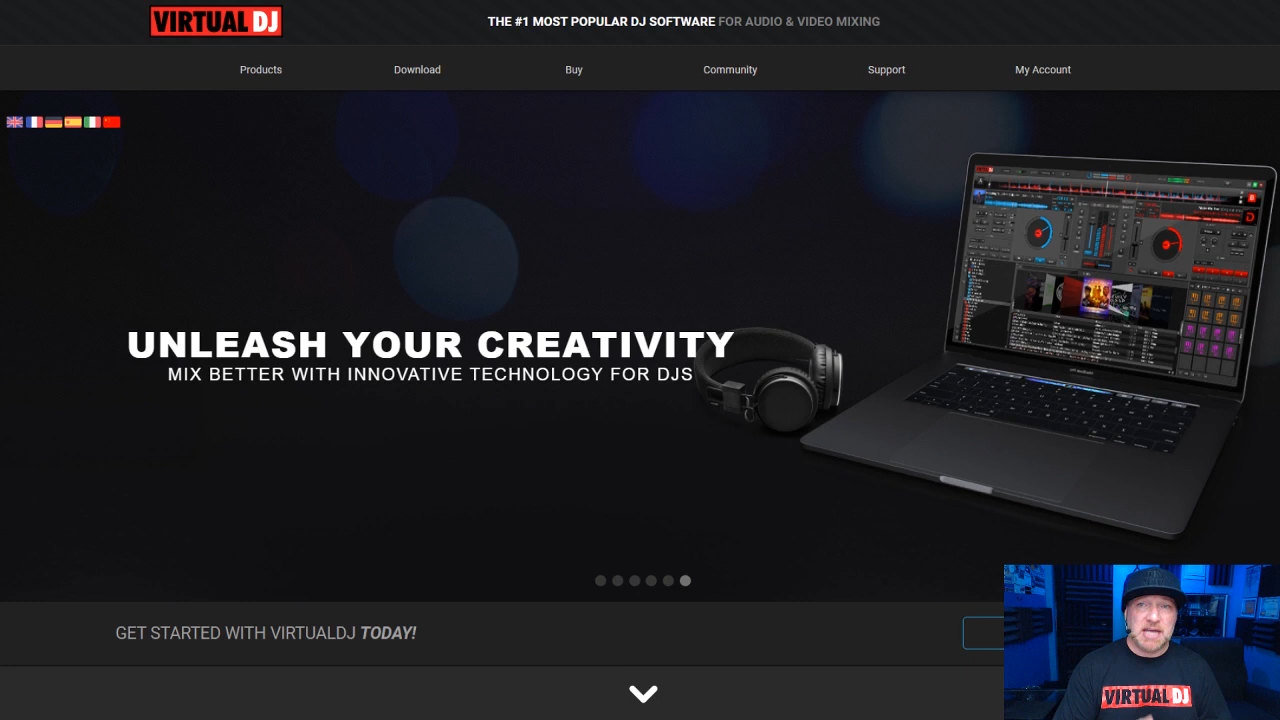 VIRTUAL DJ
THE #1 MOST POPULAR DJ SOFTWARE FOR AUDIO & VIDEO MIXING
Products
Download
Buy
Community
Support
My Account
UNLEASH YOUR CREATIVITY
MIX BETTER WITH INNOVATIVE TECHNOLOGY FOR DJS
GET STARTED WITH VIRTUALDJ TODAY!
VIRTUAL DJ